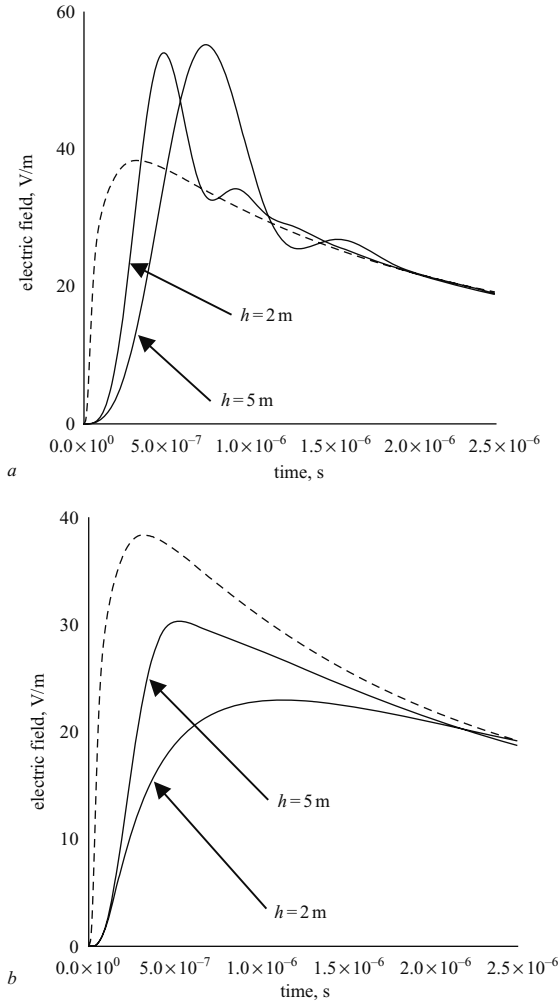 60
40
20
0
electric field, V/m
h=2 m
h=5 m
0.0×10⁰ 5.0×10⁻⁷ 1.0×10⁻⁶ 1.5×10⁻⁶ 2.0×10⁻⁶ 2.5×10⁻⁶
time, s
a
40
30
20
10
0
electric field, V/m
h=5 m
h=2 m
0.0×10⁰ 5.0×10⁻⁷ 1.0×10⁻⁶ 1.5×10⁻⁶ 2.0×10⁻⁶ 2.5×10⁻⁶
time, s
b